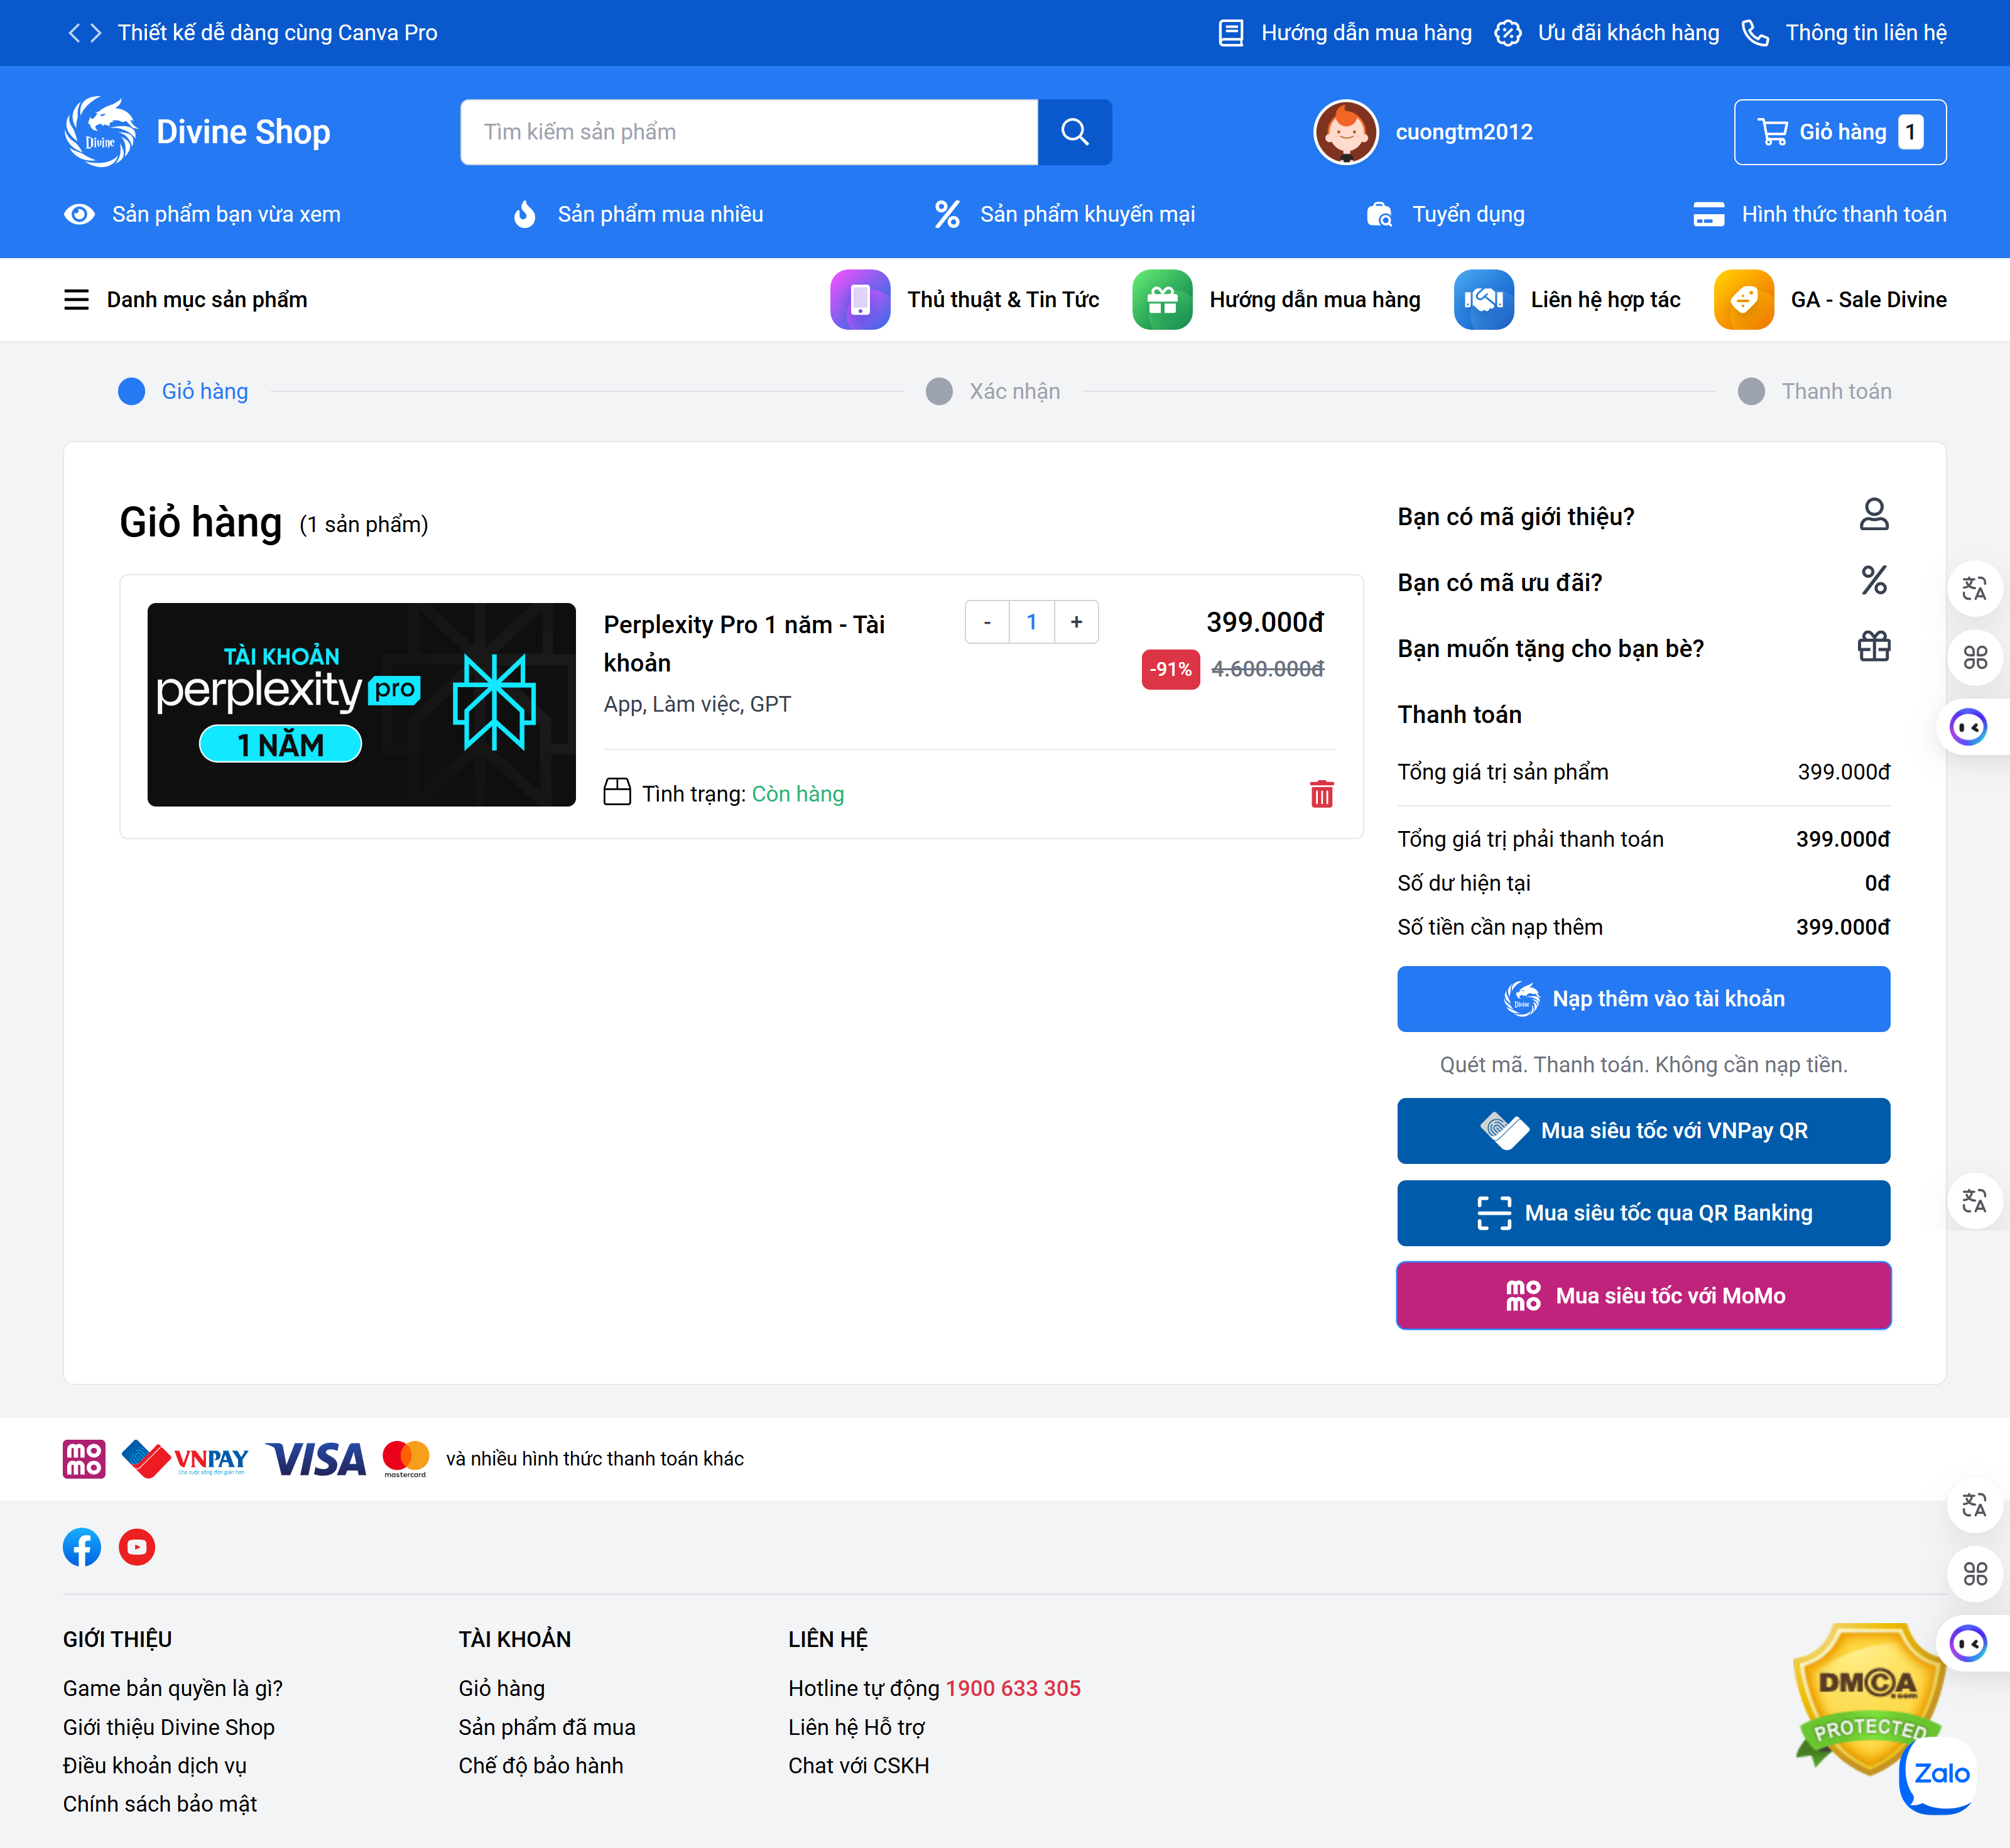 Thiết kế dễ dàng cùng Canva Pro
Hướng dẫn mua hàng
Ưu đãi khách hàng
Thông tin liên hệ
Divine
Divine Shop
Tìm kiếm sản phẩm
cuongtm2012
Giỏ hàng 1
Sản phẩm bạn vừa xem
Sản phẩm mua nhiều
Sản phẩm khuyến mại
Tuyển dụng
Hình thức thanh toán
Danh mục sản phẩm
Thủ thuật & Tin Tức
Hướng dẫn mua hàng
Liên hệ hợp tác
GA - Sale Divine
Giỏ hàng
Xác nhận
Thanh toán
Giỏ hàng (1 sản phẩm)
TÀI KHOẢN
perplexity pro
1 NĂM
Perplexity Pro 1 năm - Tài
khoản
App, Làm việc, GPT
- 1 +
399.000đ
-91% 4.600.000đ
Tình trạng: Còn hàng
Bạn có mã giới thiệu?
Bạn có mã ưu đãi?
Bạn muốn tặng cho bạn bè?
Thanh toán
Tổng giá trị sản phẩm 399.000đ
Tổng giá trị phải thanh toán 399.000đ
Số dư hiện tại 0đ
Số tiền cần nạp thêm 399.000đ
Divine Nạp thêm vào tài khoản
Quét mã. Thanh toán. Không cần nạp tiền.
Mua siêu tốc với VNPay QR
Mua siêu tốc qua QR Banking
momo Mua siêu tốc với MoMo
momo
VNPAY
Cho cuộc sống đơn giản hơn
VISA
mastercard
và nhiều hình thức thanh toán khác
GIỚI THIỆU
Game bản quyền là gì?
Giới thiệu Divine Shop
Điều khoản dịch vụ
Chính sách bảo mật
TÀI KHOẢN
Giỏ hàng
Sản phẩm đã mua
Chế độ bảo hành
LIÊN HỆ
Hotline tự động 1900 633 305
Liên hệ Hỗ trợ
Chat với CSKH
DMCA
.com
PROTECTED
Zalo